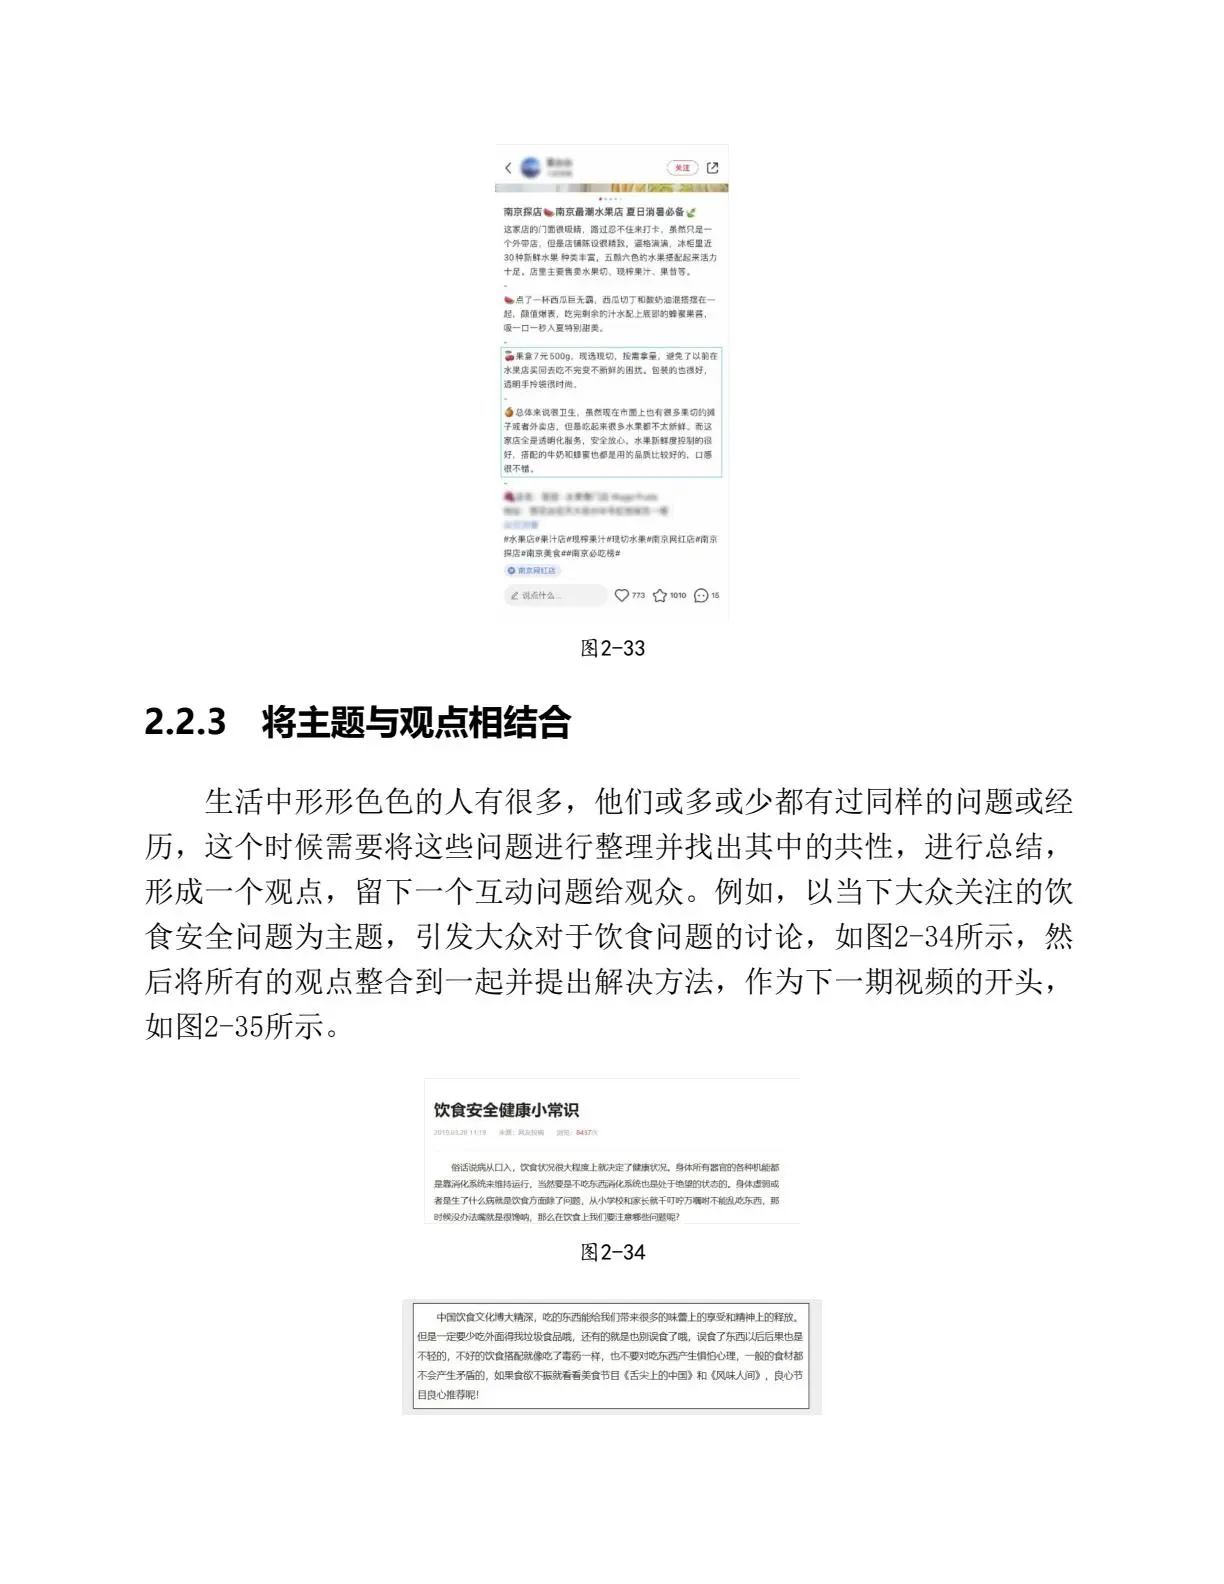 关注
南京探店🍉南京最潮水果店 夏日消暑必备🌿
这家店的门面很吸睛，路过忍不住来打卡，虽然只是一
个外带店，但是店铺陈设很精致，逼格满满，冰柜里近
30种新鲜水果 种类丰富，五颜六色的水果搭配起来活力
十足。店里主要售卖水果切、现榨果汁、果昔等。
-
🍉点了一杯西瓜巨无霸，西瓜切丁和酸奶油混搭摆在一
起，颜值爆表，吃完剩余的汁水配上底部的蜂蜜果酱，
吸一口一秒入夏特别甜美。
-
🍒果盒7元500g，现选现切，按需拿量，避免了以前在
水果店买回去吃不完变不新鲜的困扰。包装的也很好，
透明手拎袋很时尚。
-
🍊总体来说很卫生，虽然现在市面上也有很多果切的摊
子或者外卖店，但是吃起来很多水果都不太新鲜。而这
家店全是透明化服务，安全放心。水果新鲜度控制的很
好，搭配的牛奶和蜂蜜也都是用的品质比较好的，口感
很不错。
-
#水果店#果汁店#现榨果汁#现切水果#南京网红店#南京
探店#南京美食##南京必吃榜#
南京网红店
说点什么... 773 1010 15
图2-33
2.2.3 将主题与观点相结合
生活中形形色色的人有很多，他们或多或少都有过同样的问题或经
历，这个时候需要将这些问题进行整理并找出其中的共性，进行总结，
形成一个观点，留下一个互动问题给观众。例如，以当下大众关注的饮
食安全问题为主题，引发大众对于饮食问题的讨论，如图2-34所示，然
后将所有的观点整合到一起并提出解决方法，作为下一期视频的开头，
如图2-35所示。
饮食安全健康小常识
2019.03.26 11:19 来源：网友投稿 浏览：8437次
俗话说病从口入，饮食状况很大程度上就决定了健康状况。身体所有器官的各种机能都
是靠消化系统来维持运行，当然要是不吃东西消化系统也是处于绝望的状态的。身体虚弱或
者是生了什么病就是饮食方面除了问题，从小学校和家长就千叮咛万嘱咐不能乱吃东西，那
时候没办法嘴就是很馋呐，那么在饮食上我们要注意哪些问题呢？
图2-34
中国饮食文化博大精深，吃的东西能给我们带来很多的味蕾上的享受和精神上的释放。
但是一定要少吃外面得我垃圾食品哦，还有的就是也别误食了哦，误食了东西以后后果也是
不轻的，不好的饮食搭配就像吃了毒药一样，也不要对吃东西产生惧怕心理，一般的食材都
不会产生矛盾的，如果食欲不振就看看美食节目《舌尖上的中国》和《风味人间》，良心节
目良心推荐呢！